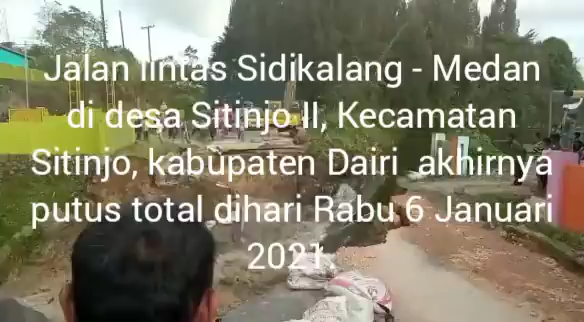 Jalan lintas Sidikalang - Medan
di desa Sitinjo II, Kecamatan
Sitinjo, kabupaten Dairi akhirnya
putus total dihari Rabu 6 Januari
2021.